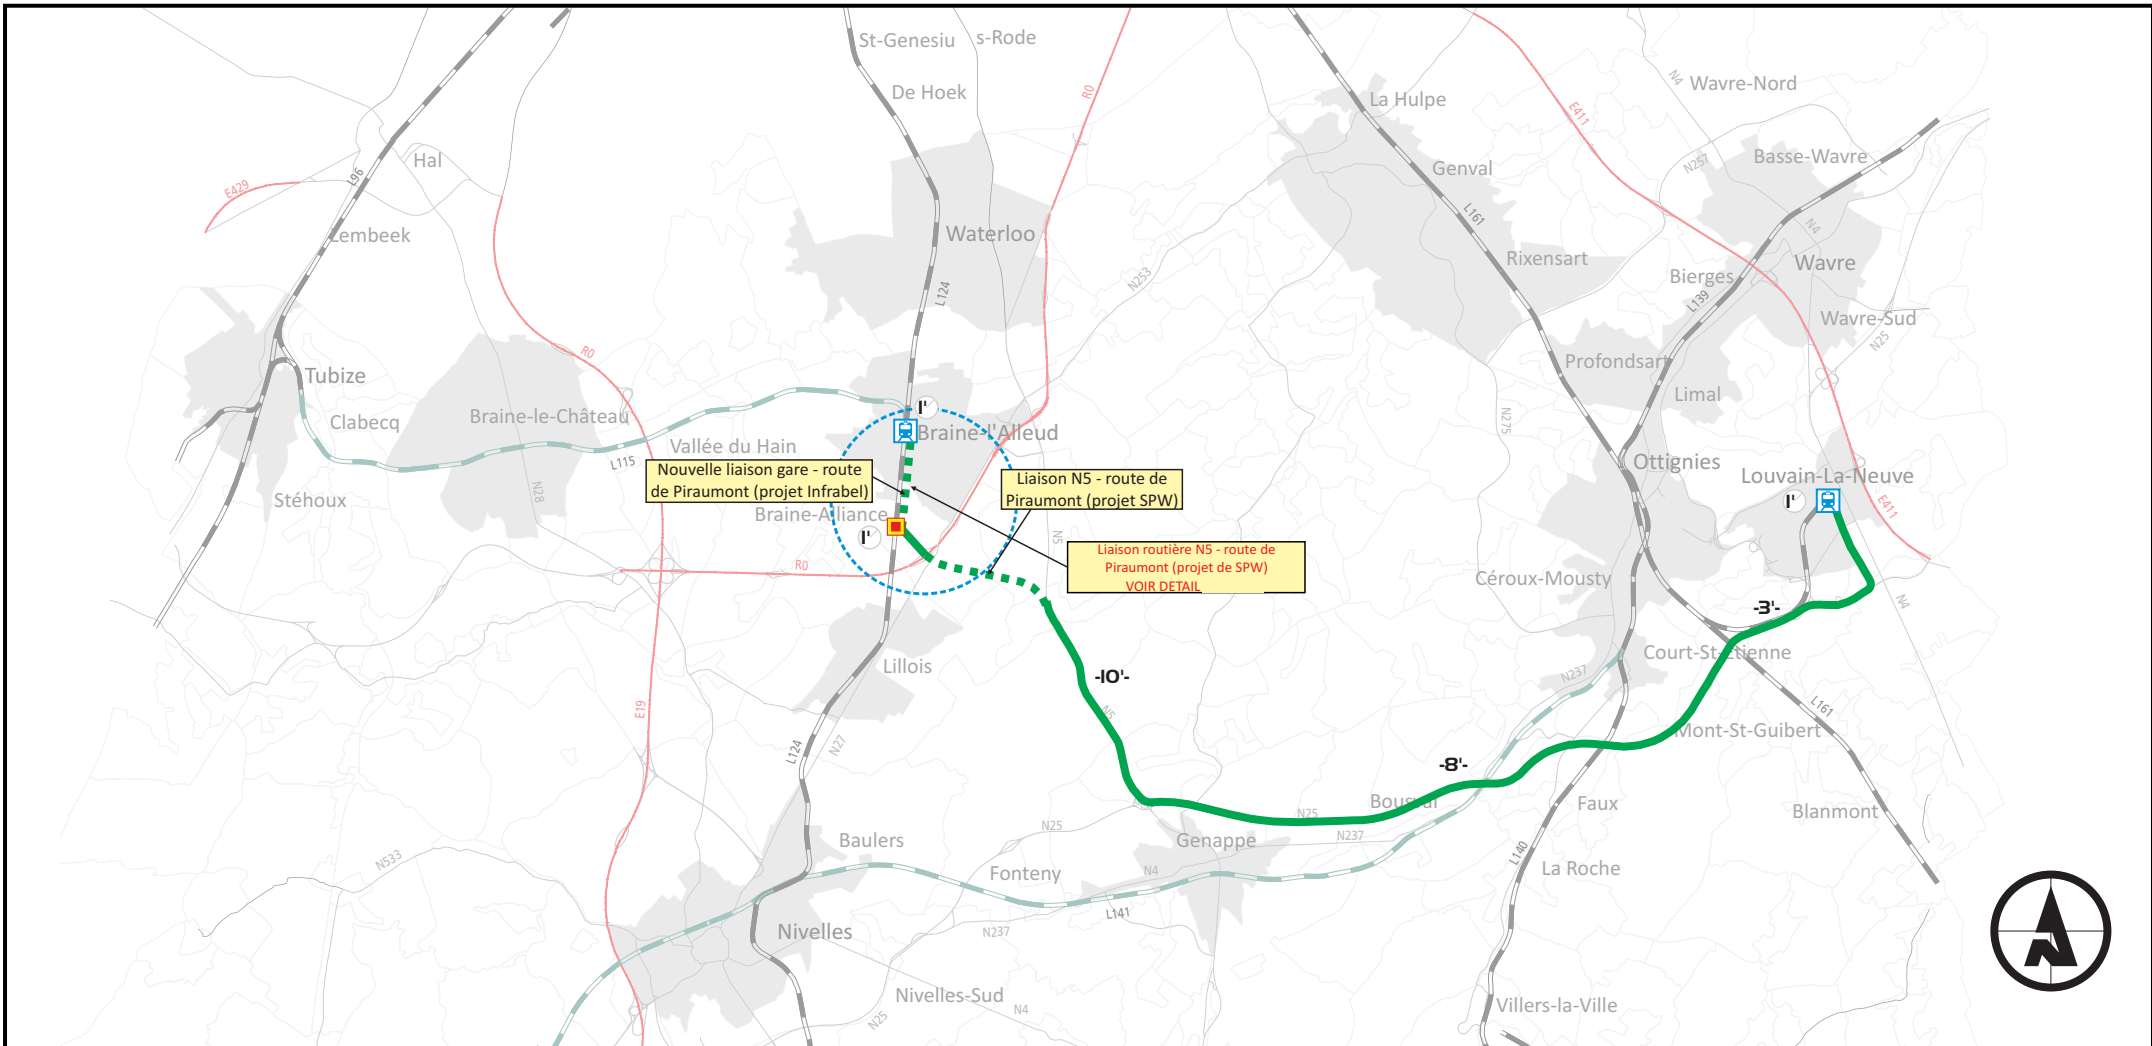 St-Genesiu
s-Rode
De Hoek
R0
La Hulpe
N4
Wavre-Nord
E411
Hal
L96
E429
Genval
N257
Basse-Wavre
Lembeek
Waterloo
L161
N4
Rixensart
Wavre
Bierges
N253
L124
L139
Wavre-Sud
N25
R0
Profondsart
Tubize
Limal
Clabecq
Braine-le-Château
I'
Braine-l'Alleud
N275
Vallée du Hain
L115
Ottignies
Nouvelle liaison gare - route
de Piraumont (projet Infrabel)
Liaison N5 - route de
Piraumont (projet SPW)
Louvain-La-Neuve
I'
E411
Stéhoux
N28
Braine-Alliance
I'
N5
Liaison routière N5 - route de
Piraumont (projet de SPW)
VOIR DETAIL
R0
Céroux-Mousty
-3'-
N4
Lillois
Court-St-Etienne
N237
-10'-
N5
E19
L161
Mont-St-Guibert
L124
N27
-8'-
Bousval
Faux
Blanmont
N25
N25
N237
Baulers
Genappe
N533
L140
La Roche
Fonteny
N4
L141
Nivelles
N237
Nivelles-Sud
N4
N25
Villers-la-Ville
N